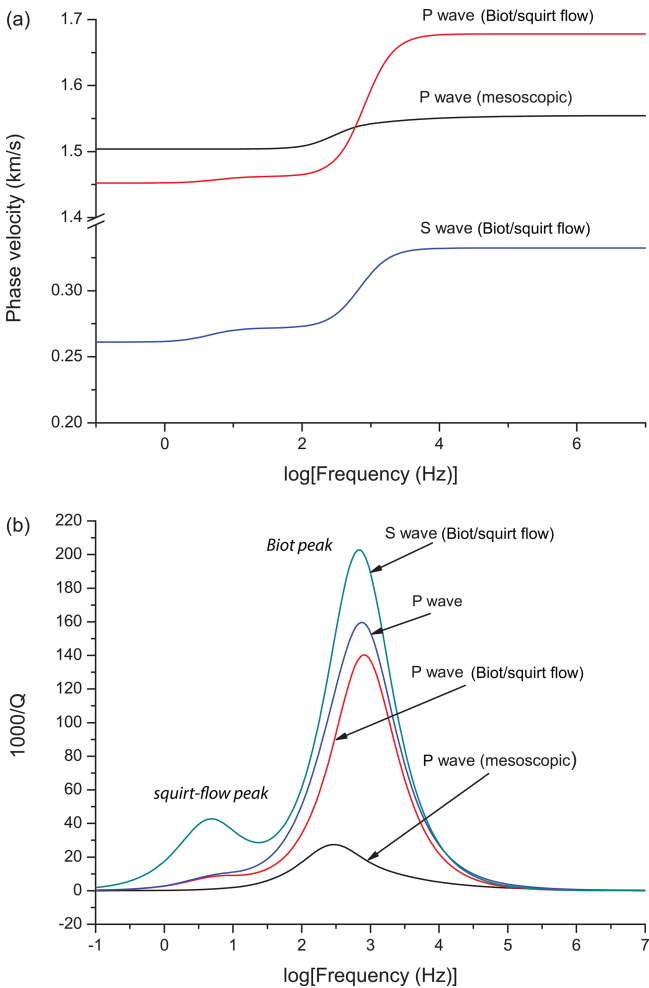 (a)
1.7
P wave (Biot/squirt flow)
1.6
P wave (mesoscopic)
1.5
1.4
Phase velocity (km/s)
S wave (Biot/squirt flow)
0.30
0.25
0.20
0 2 4 6
log[Frequency (Hz)]
(b)
220
Biot peak
S wave (Biot/squirt flow)
200
180
P wave
160
140
P wave (Biot/squirt flow)
120
1000/Q
100
80
P wave (mesoscopic)
60
squirt-flow peak
40
20
0
-20
-1 0 1 2 3 4 5 6 7
log[Frequency (Hz)]